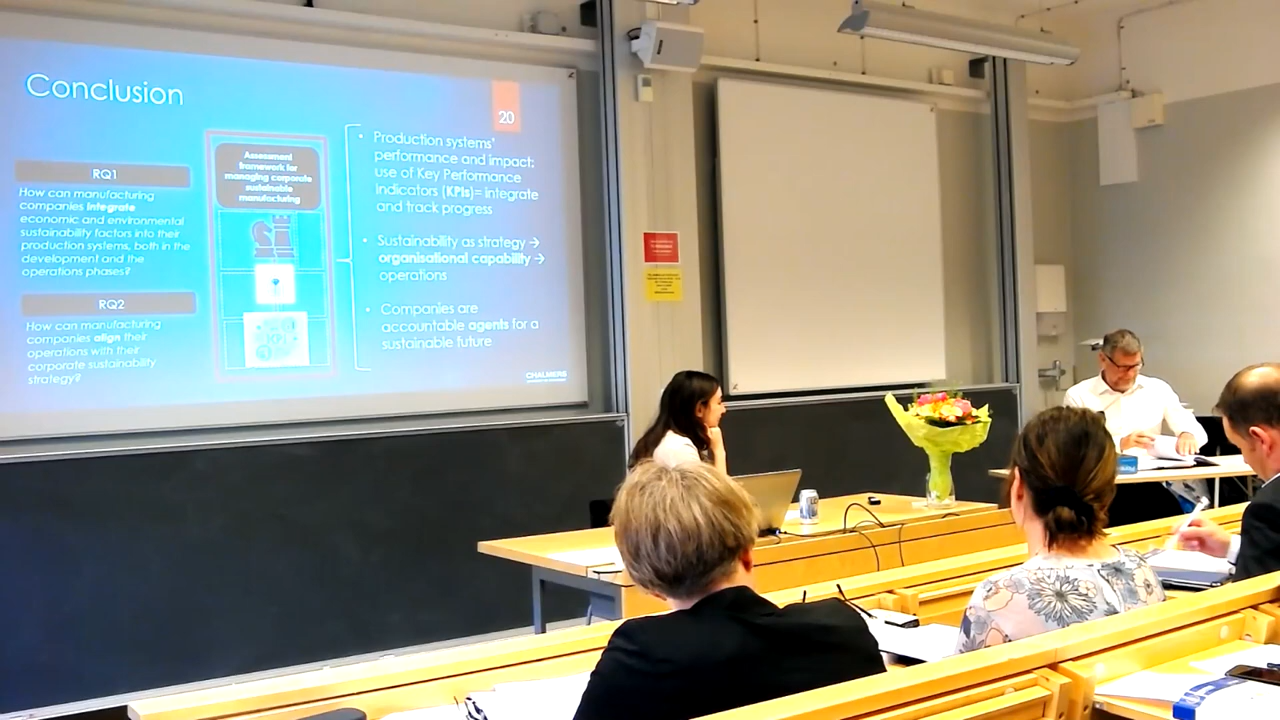 Conclusion
20
RQ1
How can manufacturing
companies integrate
economic and environmental
sustainability factors into their
production systems, both in the
development and the
operations phases?
RQ2
How can manufacturing
companies align their
operations with their
corporate sustainability
strategy?
Assessment
framework for
managing corporate
sustainable
manufacturing
KPI
• Production systems'
performance and impact:
use of Key Performance
Indicators (KPIs)= integrate
and track progress
• Sustainability as strategy →
organisational capability →
operations
• Companies are
accountable agents for a
sustainable future
CHALMERS